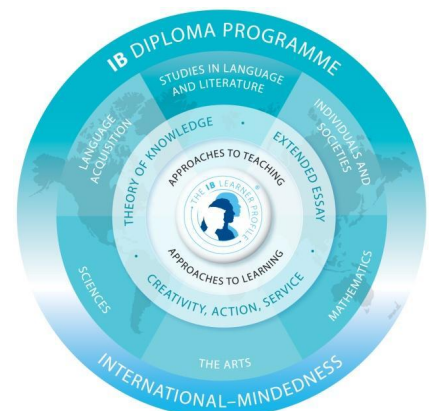 IB DIPLOMA PROGRAMME
STUDIES IN LANGUAGE
AND LITERATURE
LANGUAGE
ACQUISITION
INDIVIDUALS AND
SOCIETIES
THEORY OF KNOWLEDGE
EXTENDED ESSAY
APPROACHES TO TEACHING
THE IB LEARNER PROFILE
APPROACHES TO LEARNING
CREATIVITY, ACTION, SERVICE
SCIENCES
MATHEMATICS
THE ARTS
INTERNATIONAL-MINDEDNESS